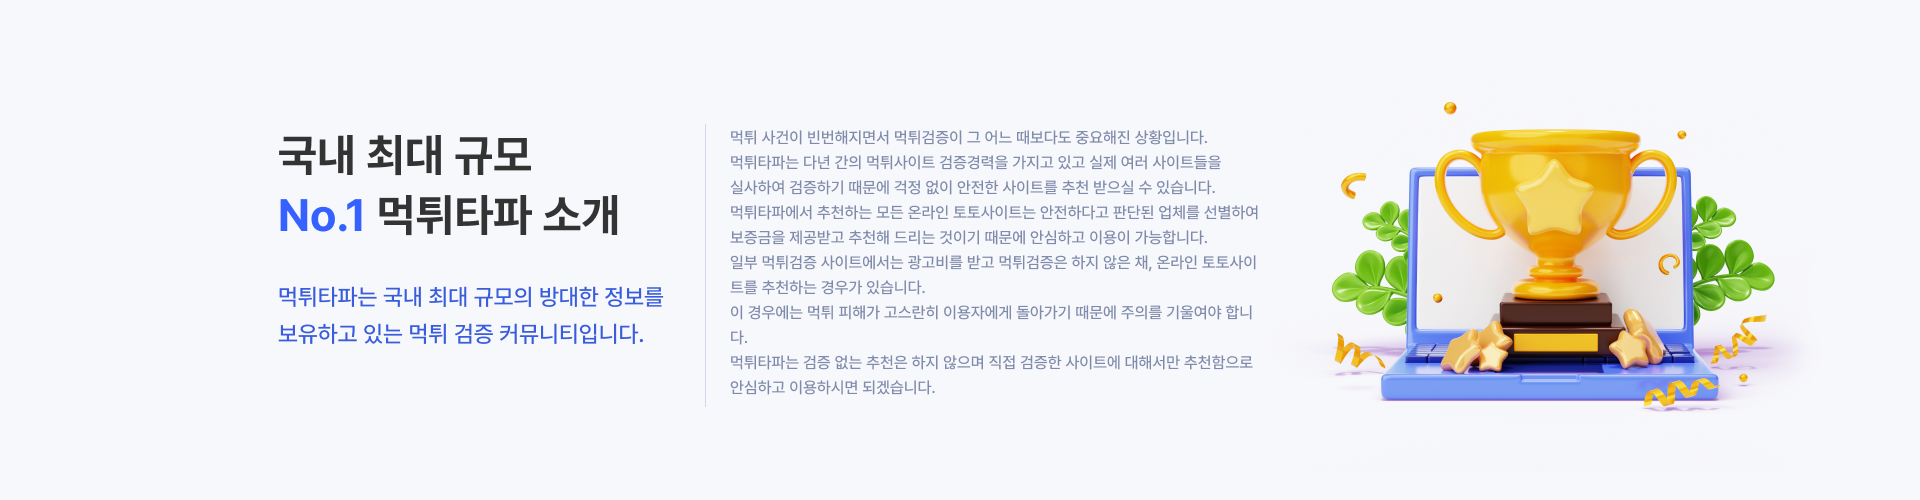 국내 최대 규모
No.1 먹튀타파 소개
먹튀타파는 국내 최대 규모의 방대한 정보를
보유하고 있는 먹튀 검증 커뮤니티입니다.
먹튀 사건이 빈번해지면서 먹튀검증이 그 어느 때보다도 중요해진 상황입니다.
먹튀타파는 다년 간의 먹튀사이트 검증경력을 가지고 있고 실제 여러 사이트들을
실사하여 검증하기 때문에 걱정 없이 안전한 사이트를 추천 받으실 수 있습니다.
먹튀타파에서 추천하는 모든 온라인 토토사이트는 안전하다고 판단된 업체를 선별하여
보증금을 제공받고 추천해 드리는 것이기 때문에 안심하고 이용이 가능합니다.
일부 먹튀검증 사이트에서는 광고비를 받고 먹튀검증은 하지 않은 채, 온라인 토토사이
트를 추천하는 경우가 있습니다.
이 경우에는 먹튀 피해가 고스란히 이용자에게 돌아가기 때문에 주의를 기울여야 합니
다.
먹튀타파는 검증 없는 추천은 하지 않으며 직접 검증한 사이트에 대해서만 추천함으로
안심하고 이용하시면 되겠습니다.